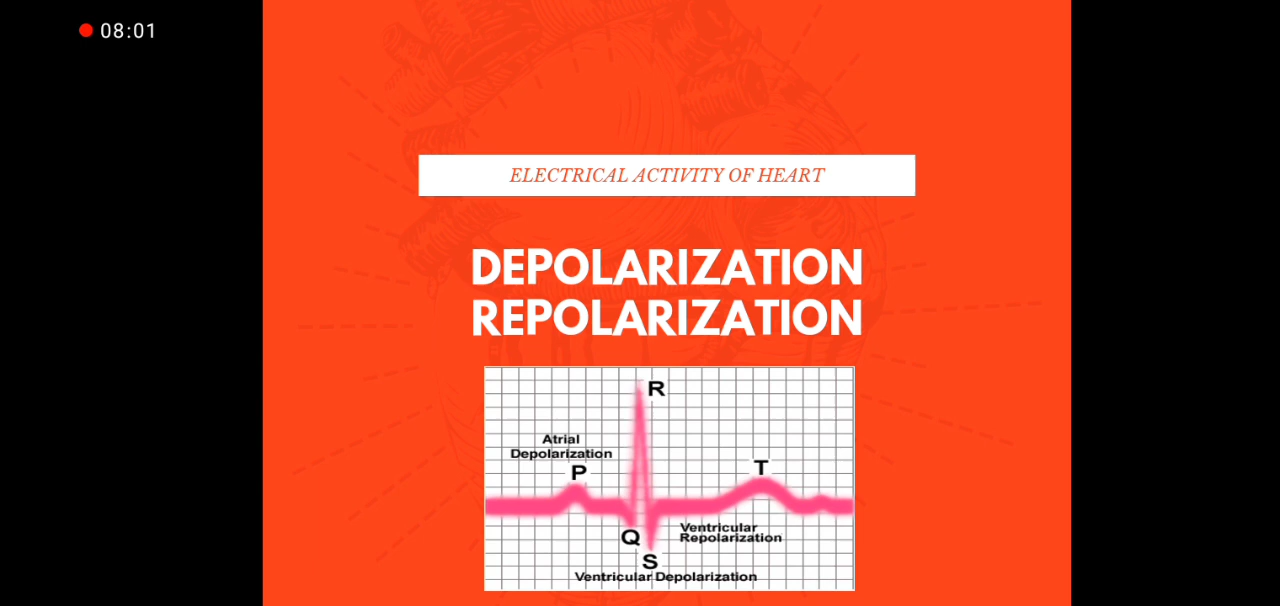 08:01
ELECTRICAL ACTIVITY OF HEART
DEPOLARIZATION
REPOLARIZATION
R
Atrial
Depolarization
P
T
Q
Ventricular
Repolarization
S
Ventricular Depolarization